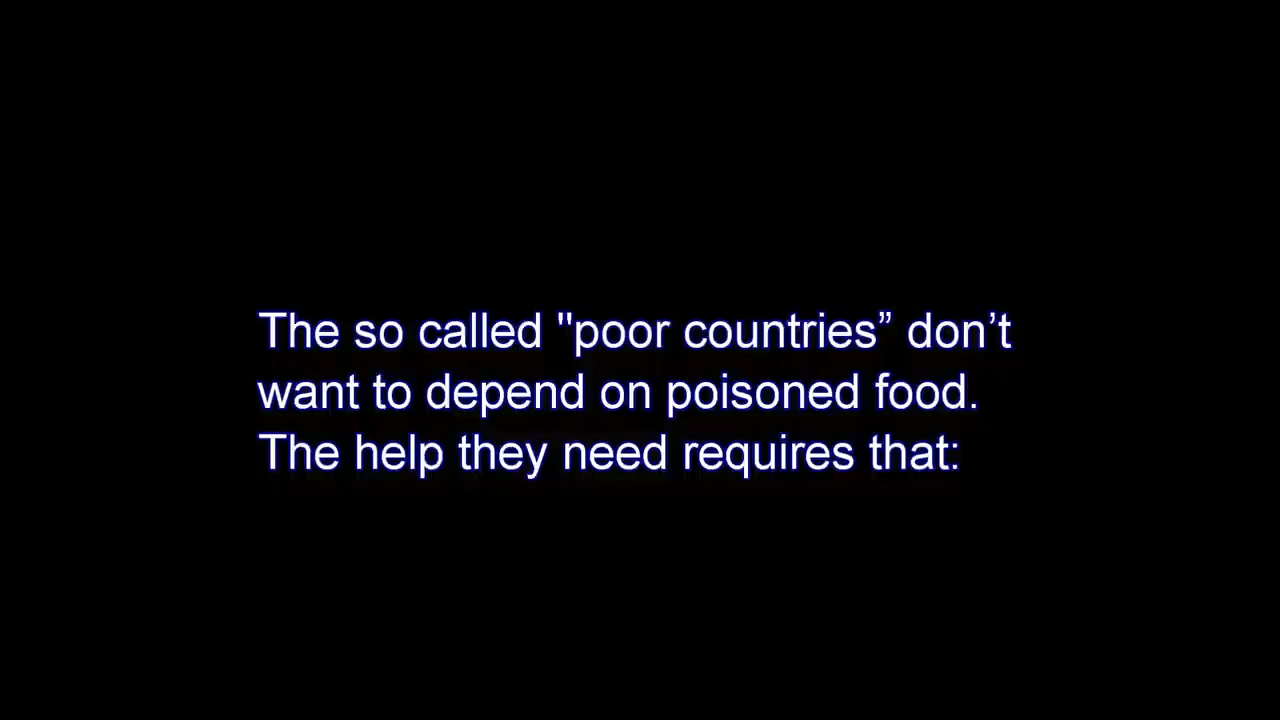 The so called "poor countries” don’t
want to depend on poisoned food.
The help they need requires that: